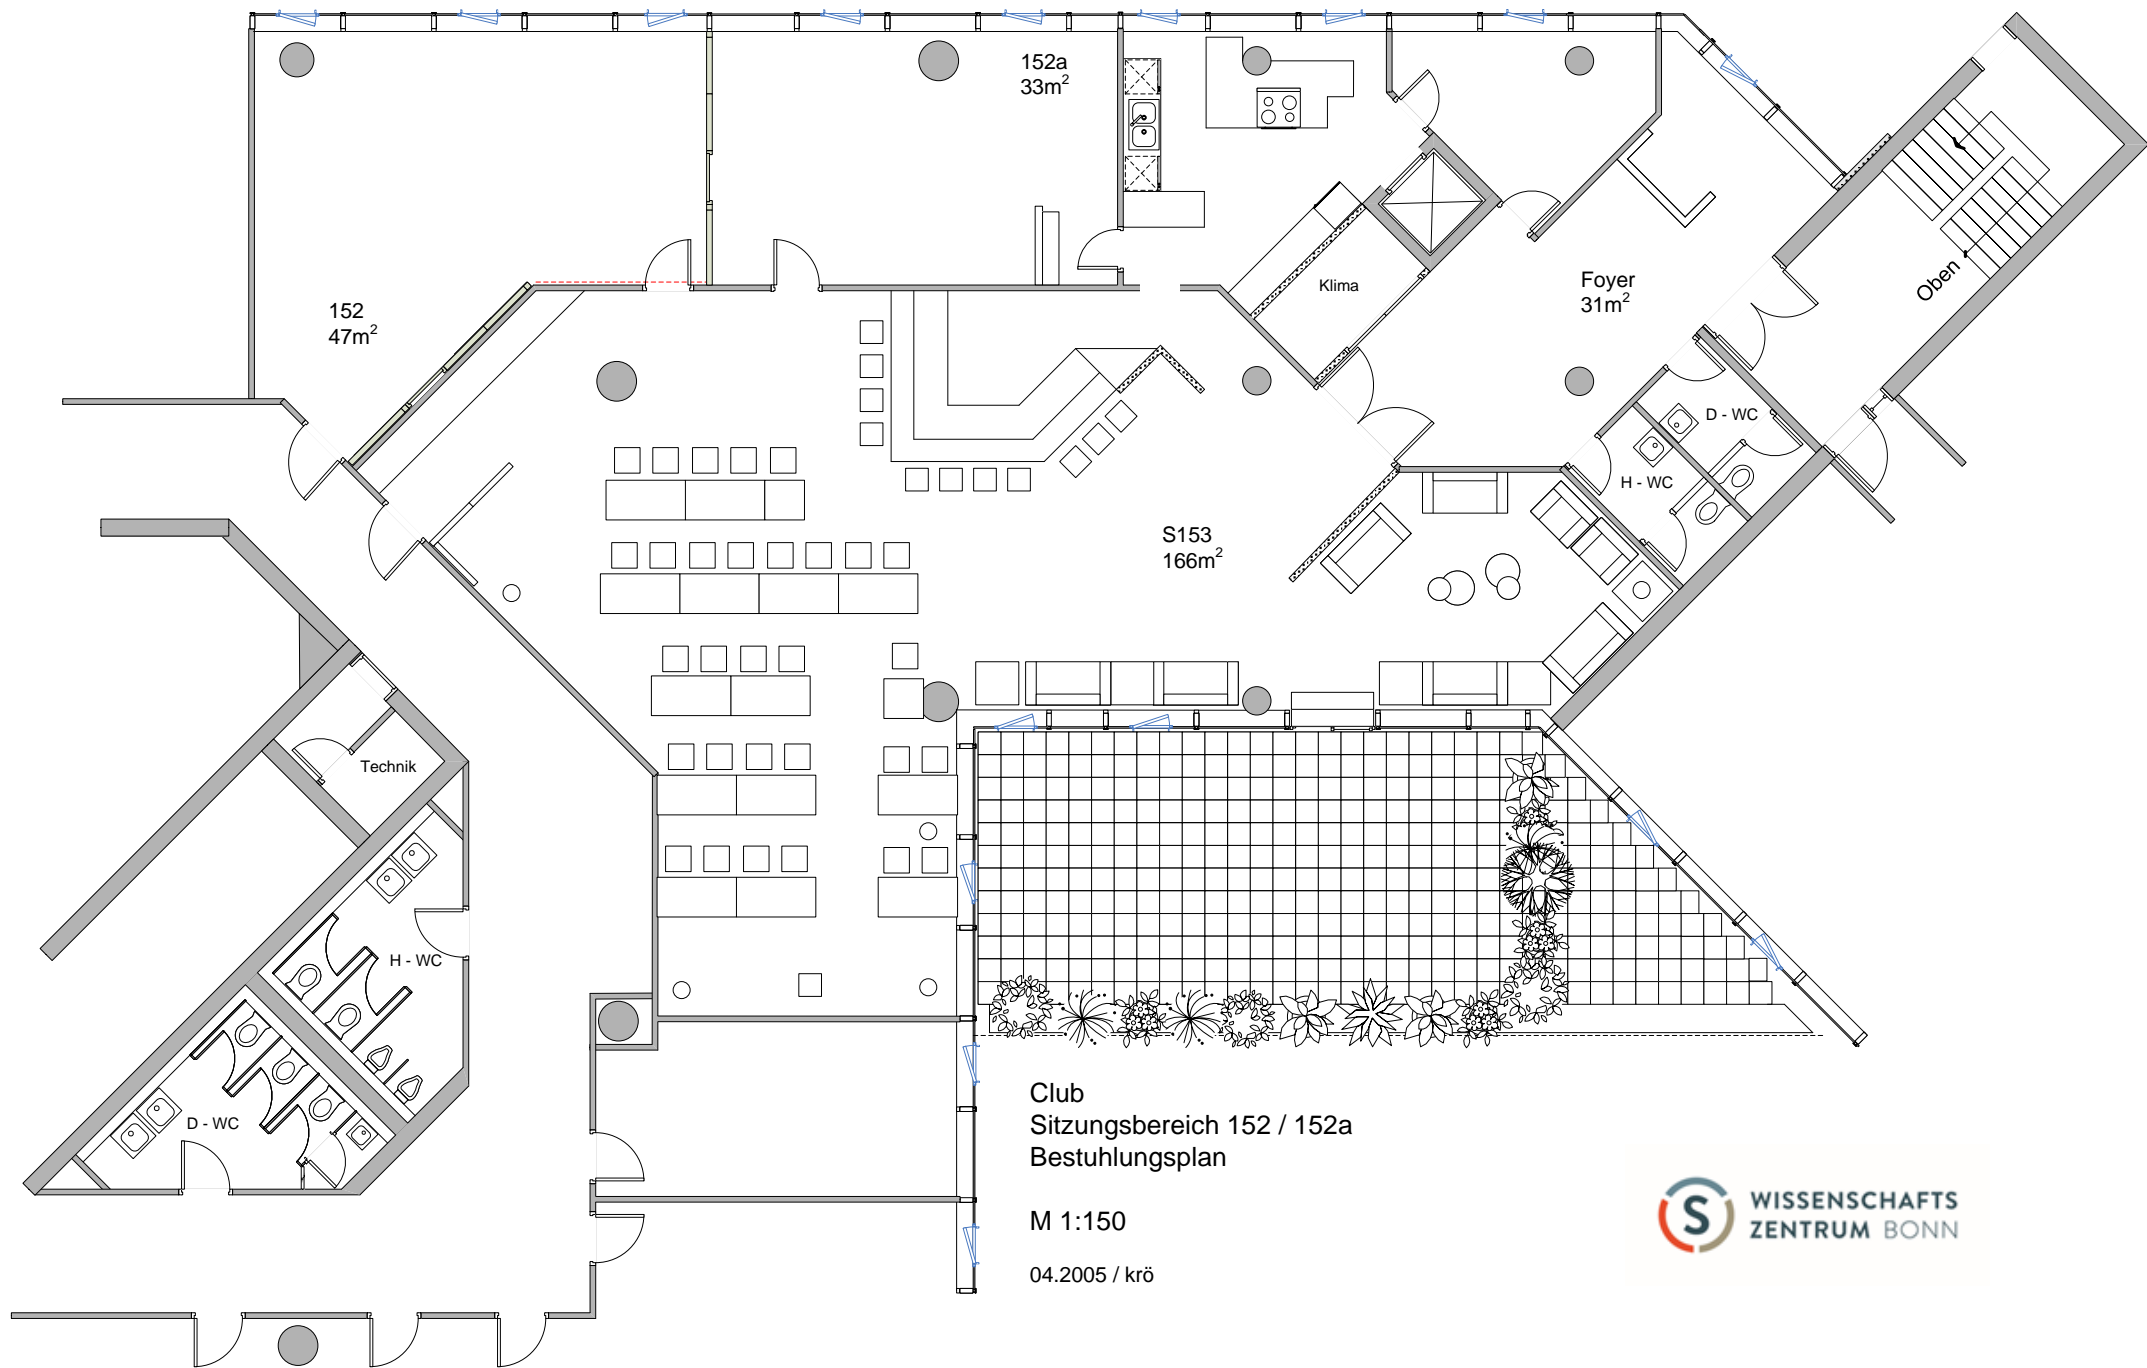 152a
33m²
152
47m²
Klima
Foyer
31m²
Oben
D - WC
H - WC
S153
166m²
Technik
H - WC
D - WC
Club
Sitzungsbereich 152 / 152a
Bestuhlungsplan
M 1:150
04.2005 / krö
S
WISSENSCHAFTS
ZENTRUM BONN